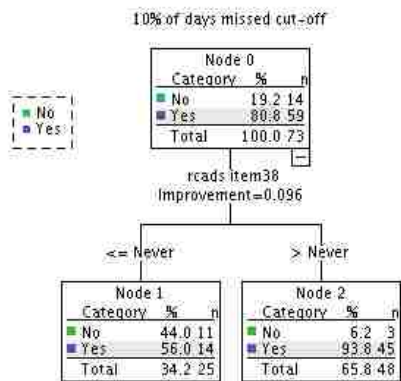 10% of days missed cut-off
Node 0
Category % n
No 19.2 14
Yes 80.8 59
Total 100.0 73
No
Yes
rcads item38
Improvement=0.096
<= Never
> Never
Node 1
Category % n
No 44.0 11
Yes 56.0 14
Total 34.2 25
Node 2
Category % n
No 6.2 3
Yes 93.8 45
Total 65.8 48